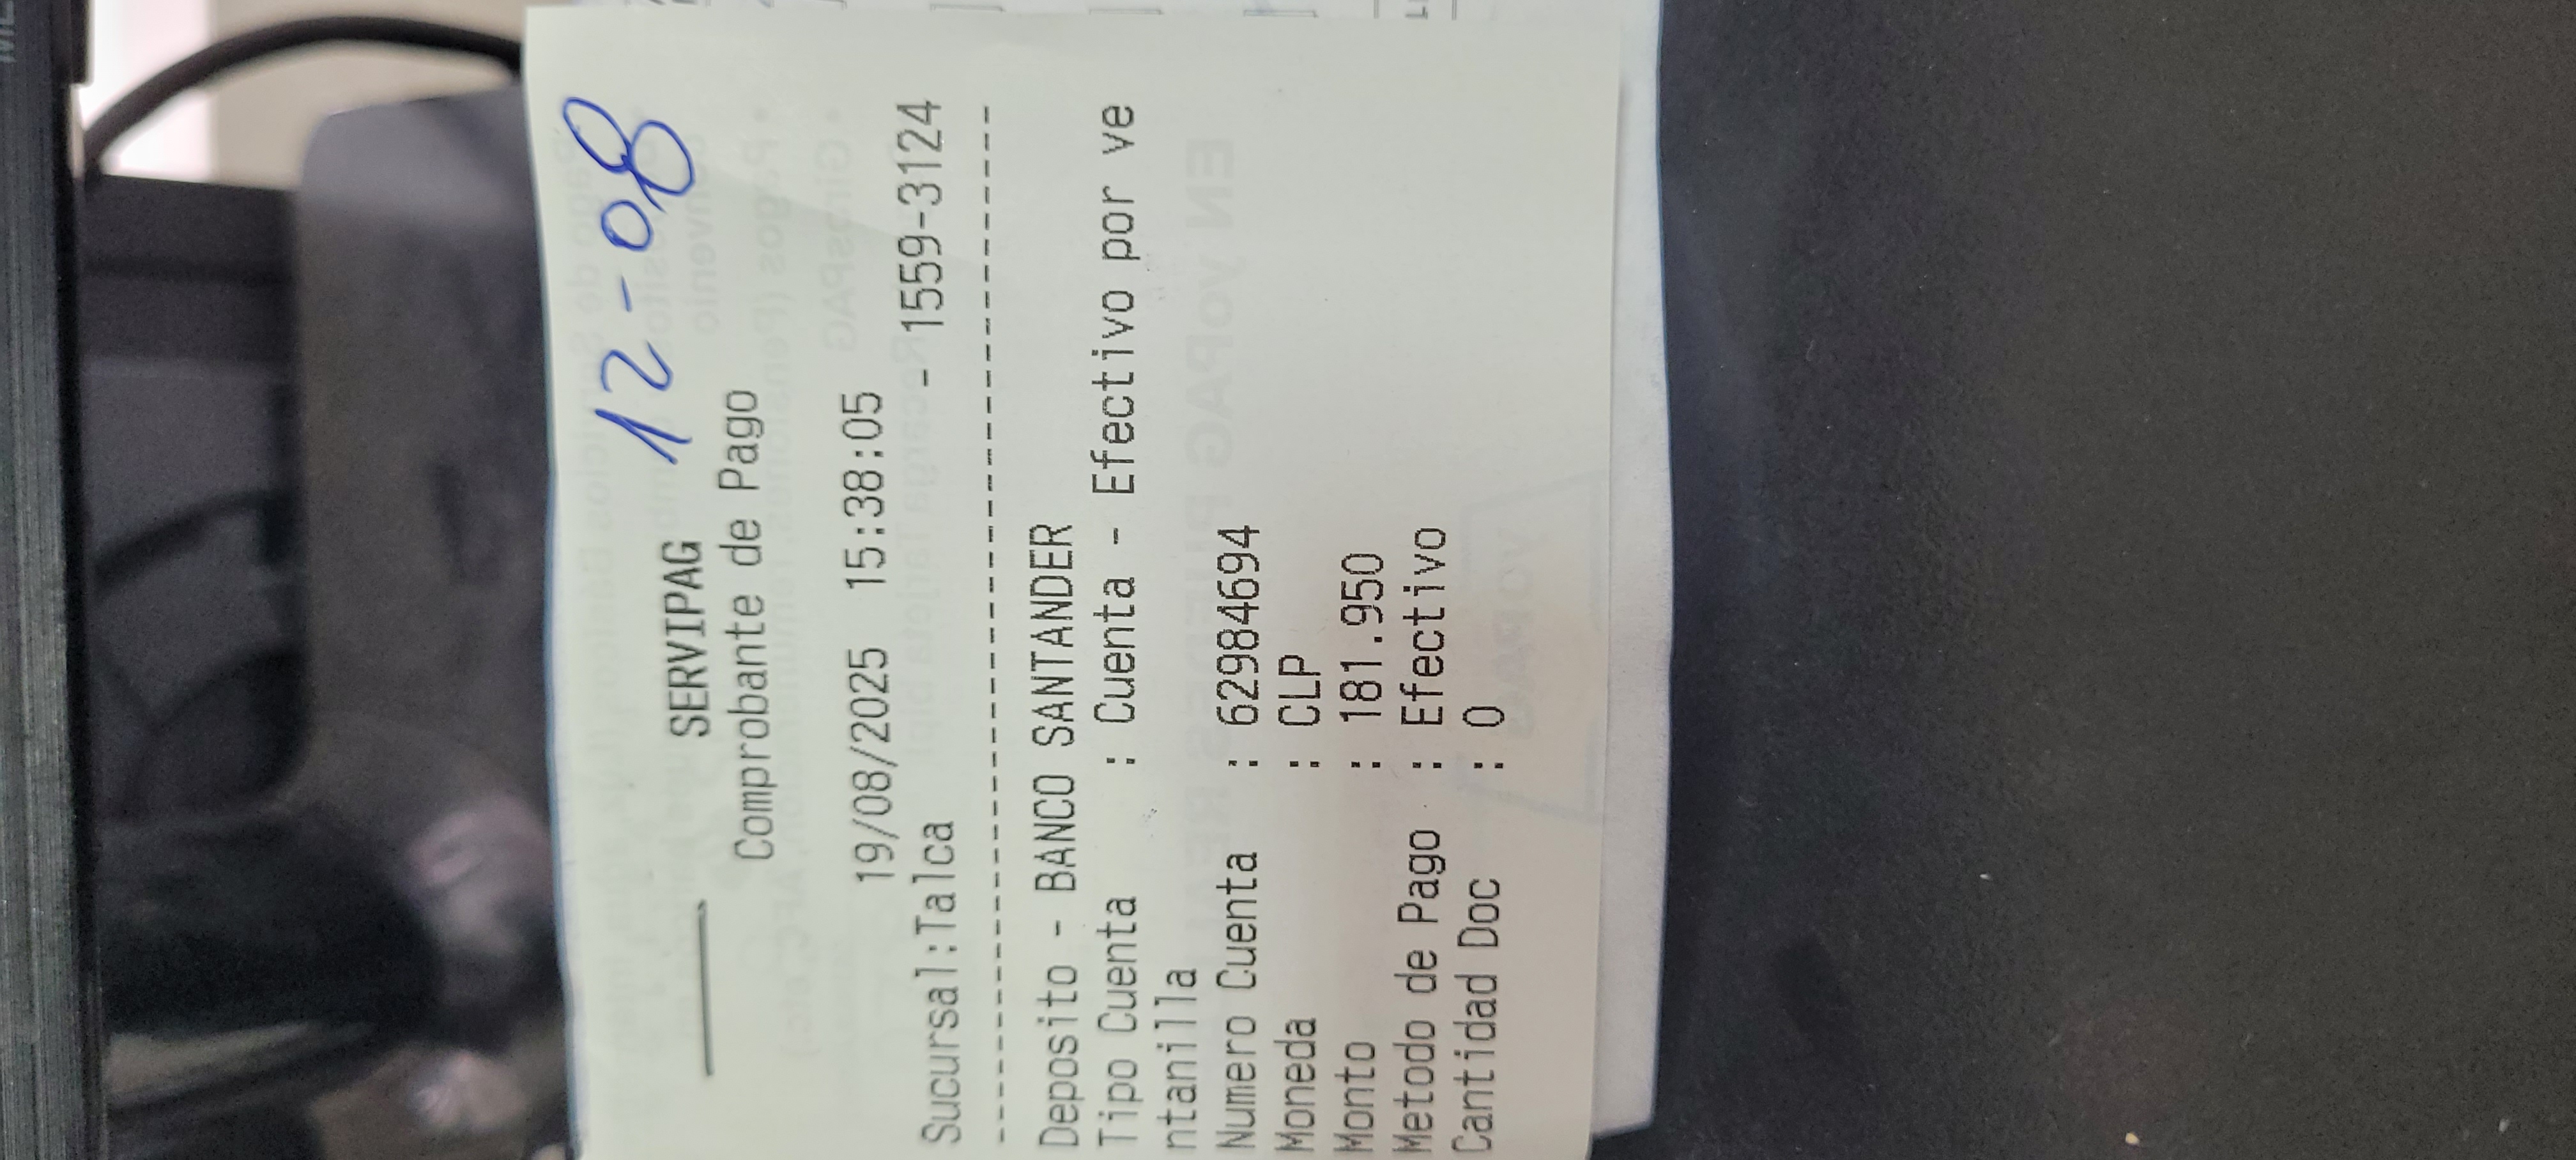 12-08
SERVIPAG
Comprobante de Pago
19/08/2025 15:38:05
Sucursal:Talca - 1559-3124
--------------------------------------------
Deposito - BANCO SANTANDER
Tipo Cuenta : Cuenta - Efectivo por ve
ntanilla
Numero Cuenta : 62984694
Moneda : CLP
Monto : 181.950
Metodo de Pago : Efectivo
Cantidad Doc : 0